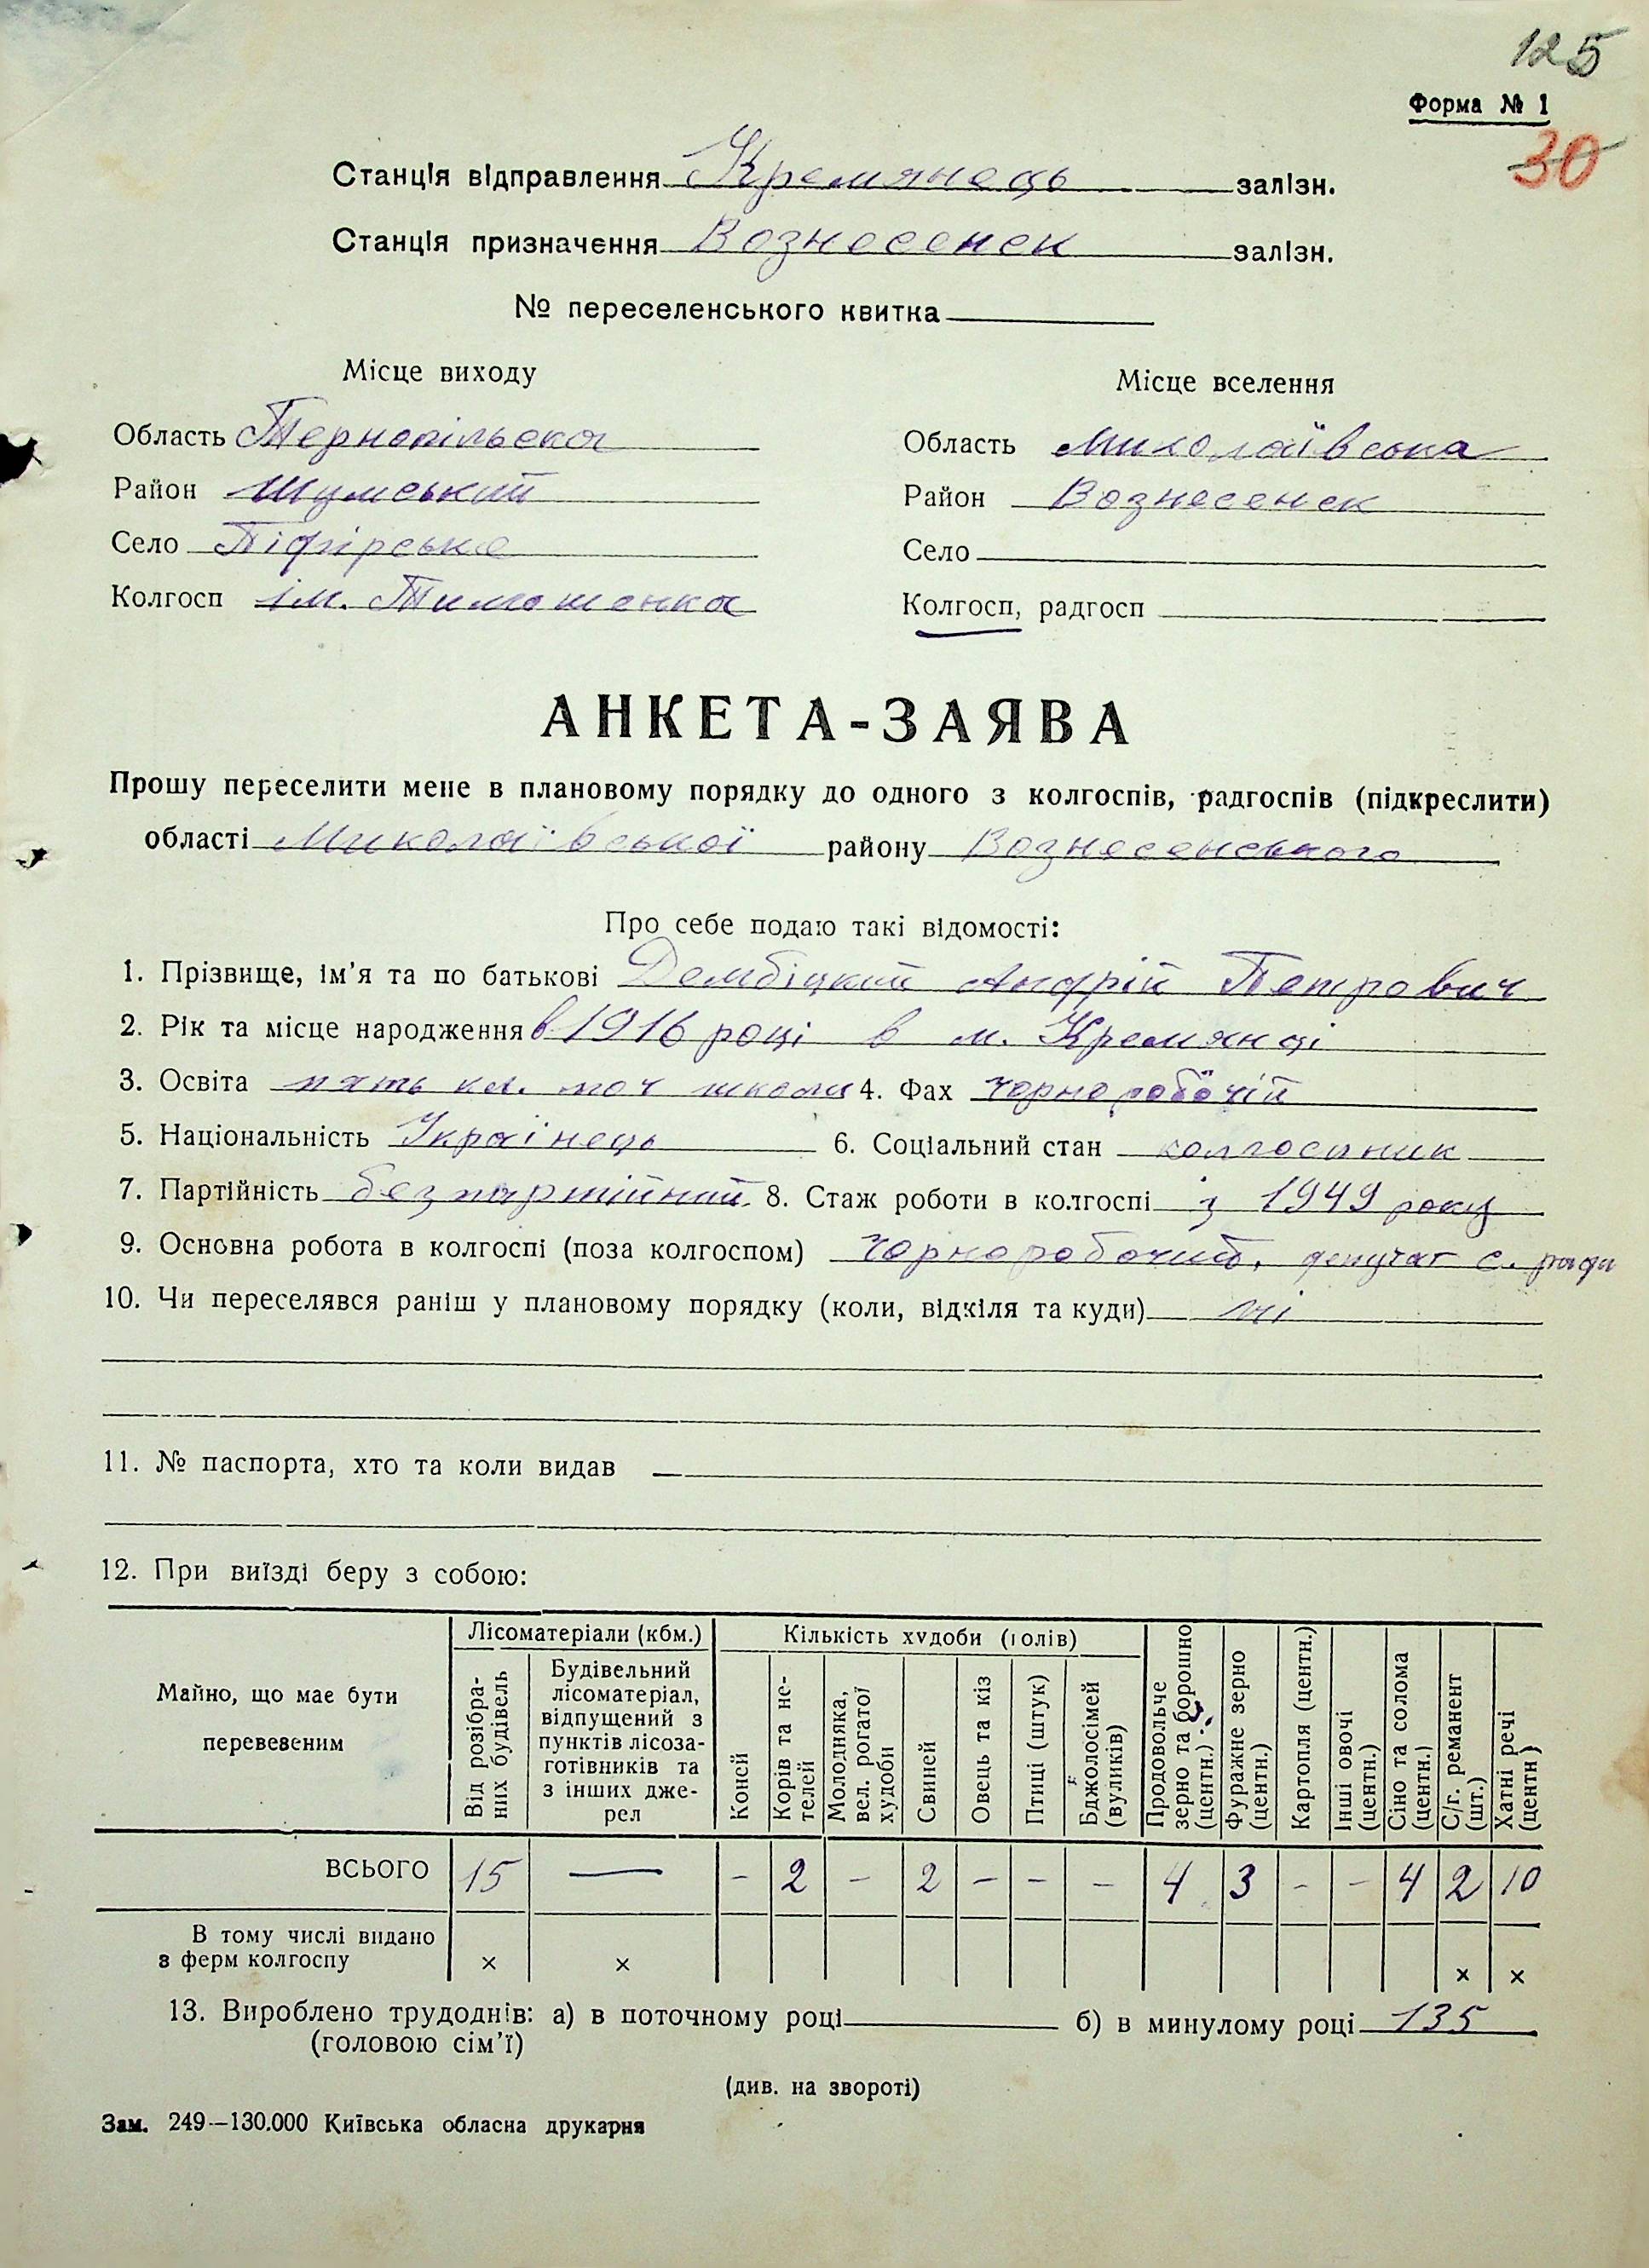 125
Форма № 1
30
Станція відправлення Кремянець залізн.
Станція призначення Вознесенск залізн.
№ переселенського квитка
Місце виходу Місце вселення
Область Тернопільська Область Миколаївська
Район Шумський Район Вознесенск
Село Підгірське Село
Колгосп ім. Тимошенка Колгосп, радгосп
АНКЕТА-ЗАЯВА
Прошу переселити мене в плановому порядку до одного з колгоспів, радгоспів (підкреслити)
області Миколаївської району Вознесенського
Про себе подаю такі відомості:
1. Прізвище, ім’я та по батькові Дембіцкий Андрій Петрович
2. Рік та місце народження в 1916 році в м. Кремянці
3. Освіта пять кл. поч школи 4. Фах чорноробочій
5. Національність Украінець 6. Соціальний стан колгоспник
7. Партійність безпартійний 8. Стаж роботи в колгоспі з 1949 року
9. Основна робота в колгоспі (поза колгоспом) Чорноробочий, депутат с. ради
10. Чи переселявся раніш у плановому порядку (коли, відкіля та куди) ні
11. № паспорта, хто та коли видав —
12. При виїзді беру з собою:
Майно, що має бути перевевеним
Лісоматеріали (кбм.)
Від розібраних будівель
Будівельний лісоматеріал, відпущений з пунктів лісозаготівників та з інших джерел
Кількість худоби (голів)
Коней
Корів та нетелей
Молодняка, вел. рогатої худоби
Свиней
Овець та кіз
Птиці (штук)
Бджолосімей (вуликів)
Продовольче зерно та борошно (центн.)
Фуражне зерно (центн.)
Картопля (центн.)
Інші овочі (центн.)
Сіно та солома (центн.)
С/г. реманент (шт.)
Хатні речі (центн)
ВСЬОГО 15 — - 2 - 2 - - - 4 3 - - 4 2 10
В тому числі видано
з ферм колгоспу × × × ×
13. Вироблено трудоднів: а) в поточному році б) в минулому році 135
(головою сім’ї)
(див. на звороті)
Зам. 249—130.000 Київська обласна друкарня